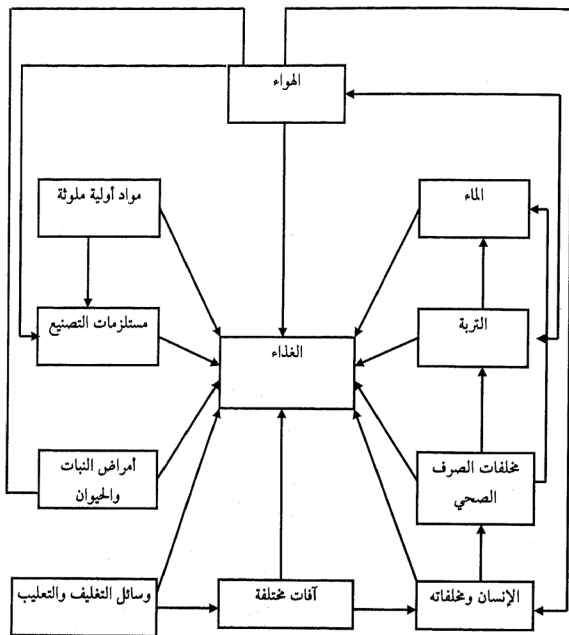 الهواء
مواد أولية ملوثة
الماء
مستلزمات التصنيع
التربة
الغذاء
أمراض النبات
والحيوان
مخلفات الصرف
الصحي
وسائل التغليف والتعليب
آفات مختلفة
الإنسان ومخلفاته